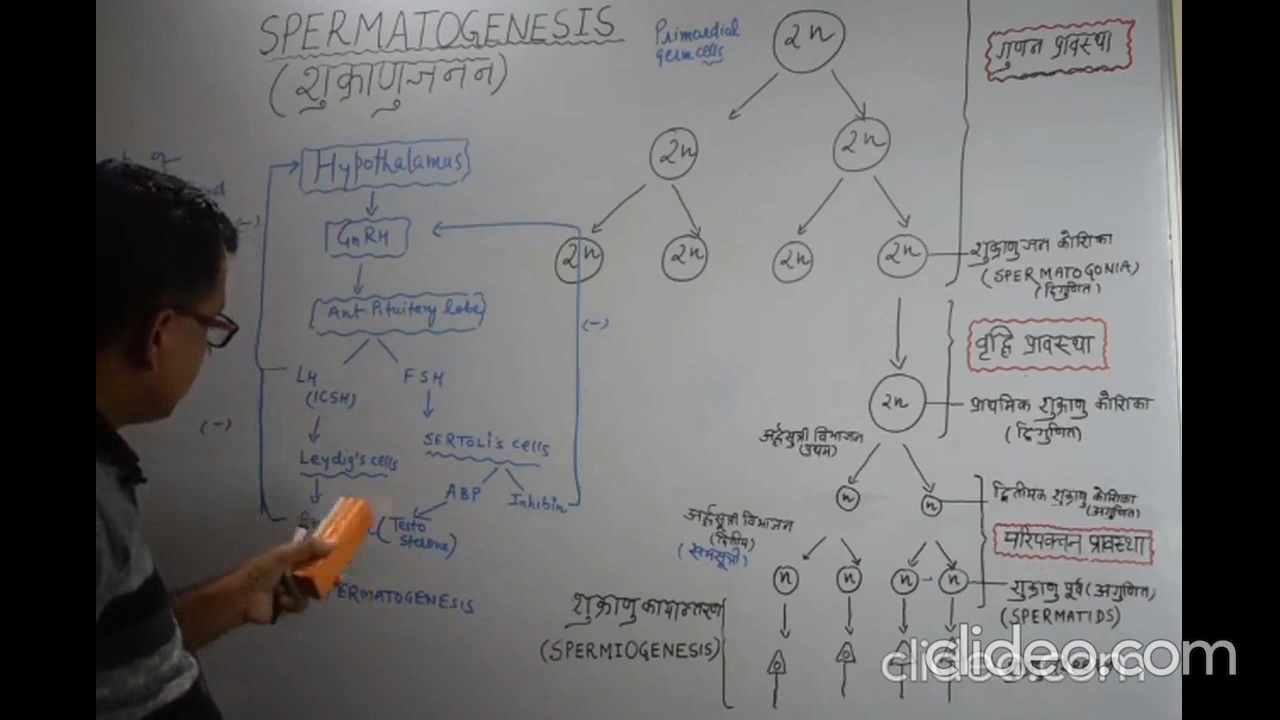 SPERMATOGENESIS
(शुक्राणुजनन)
Primardial
germ cells
2n
गुणन प्रावस्था
2n
2n
Hypothalamus
(-)
GnRH
2n
2n
2n
2n
शुक्राणुजन कोशिका
(SPERMATOGONIA)
(द्विगुणित)
Ant Pituitary lobe
(-)
वृद्धि प्रावस्था
LH
(ICSH)
FSH
2n
प्राथमिक शुक्राणु कोशिका
(द्विगुणित)
(-)
SERTOLi's cells
अर्द्धसूत्री विभाजन
(प्रथम)
Leydig's cells
ABP
Inhibin
n
n
द्वितीयक शुक्राणु कोशिका
(अगुणित)
(Testo
sterone)
अर्द्धसूत्री विभाजन
(द्वितीय)
(समसूत्री)
परिपक्वन प्रावस्था
n
n
n
n
शुक्राणु पूर्व (अगुणित)
(SPERMATIDS)
ERMATOGENESIS
शुक्राणु कायान्तरण
(SPERMIOGENESIS)
clideo.com